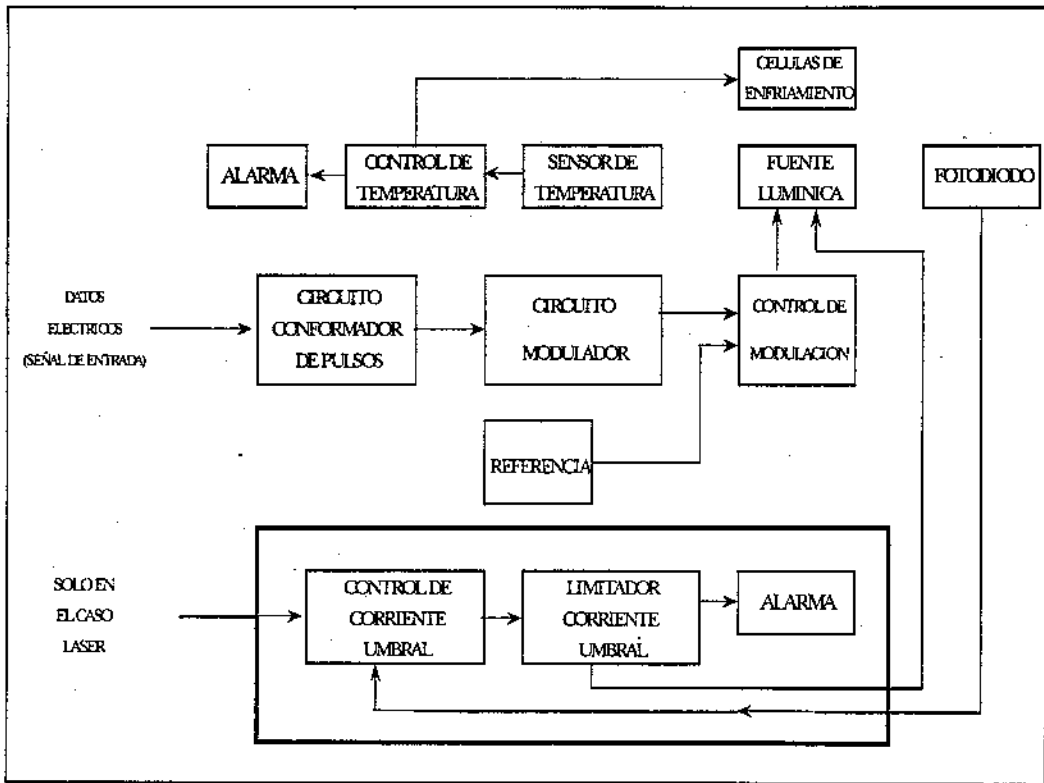 CELULAS DE
ENFRIAMIENTO
ALARMA
CONTROL DE
TEMPERATURA
SENSOR DE
TEMPERATURA
FUENTE
LUMINICA
FOTODIODO
DATOS
ELECTRICOS
(SEÑAL DE ENTRADA)
CIRCUITO
CONFORMADOR
DE PULSOS
CIRCUITO
MODULADOR
CONTROL DE
MODULACION
REFERENCIA
SOLO EN
EL CASO
LASER
CONTROL DE
CORRIENTE
UMBRAL
LIMITADOR
CORRIENTE
UMBRAL
ALARMA